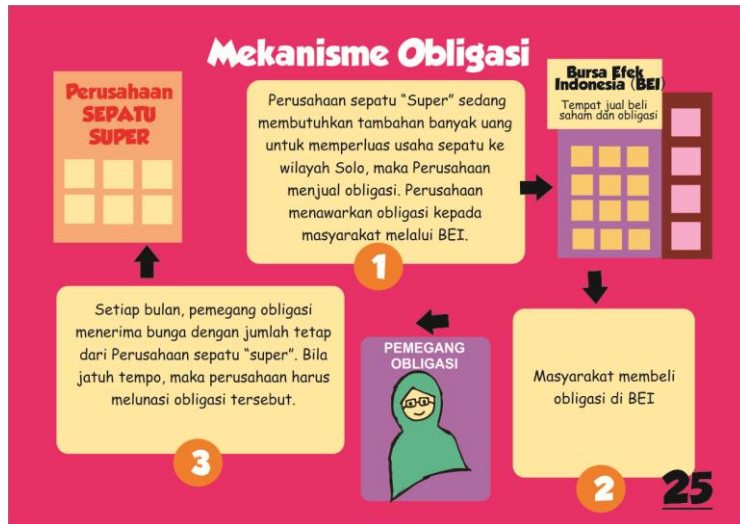 Mekanisme Obligasi
Perusahaan
SEPATU
SUPER
Perusahaan sepatu “Super” sedang
membutuhkan tambahan banyak uang
untuk memperluas usaha sepatu ke
wilayah Solo, maka Perusahaan
menjual obligasi. Perusahaan
menawarkan obligasi kepada
masyarakat melalui BEI.
1
Bursa Efek
Indonesia (BEI)
Tempat jual beli
saham dan obligasi
Masyarakat membeli
obligasi di BEI
2
PEMEGANG
OBLIGASI
Setiap bulan, pemegang obligasi
menerima bunga dengan jumlah tetap
dari Perusahaan sepatu “super”. Bila
jatuh tempo, maka perusahaan harus
melunasi obligasi tersebut.
3
25